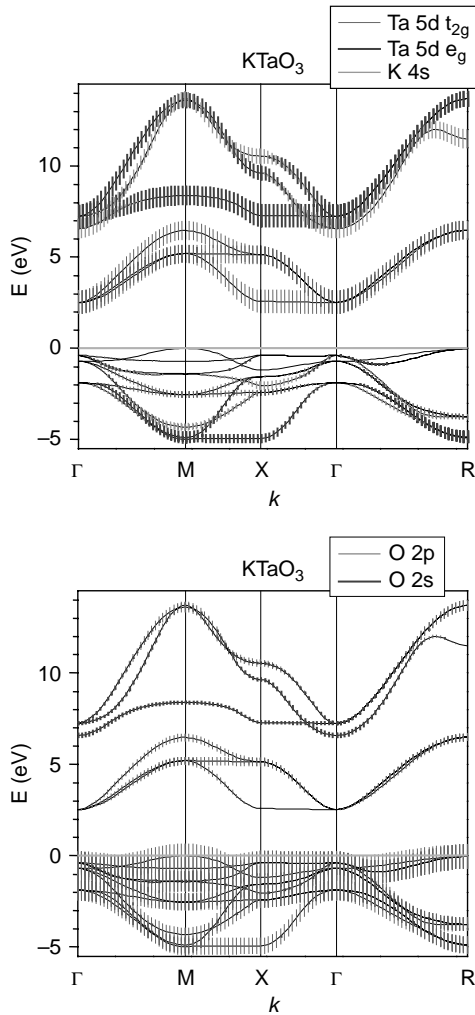 Ta 5d t2g
Ta 5d eg
K 4s
KTaO3
10
5
0
−5
E (eV)
Γ M X Γ R
k
O 2p
O 2s
KTaO3
10
5
0
−5
E (eV)
Γ M X Γ R
k